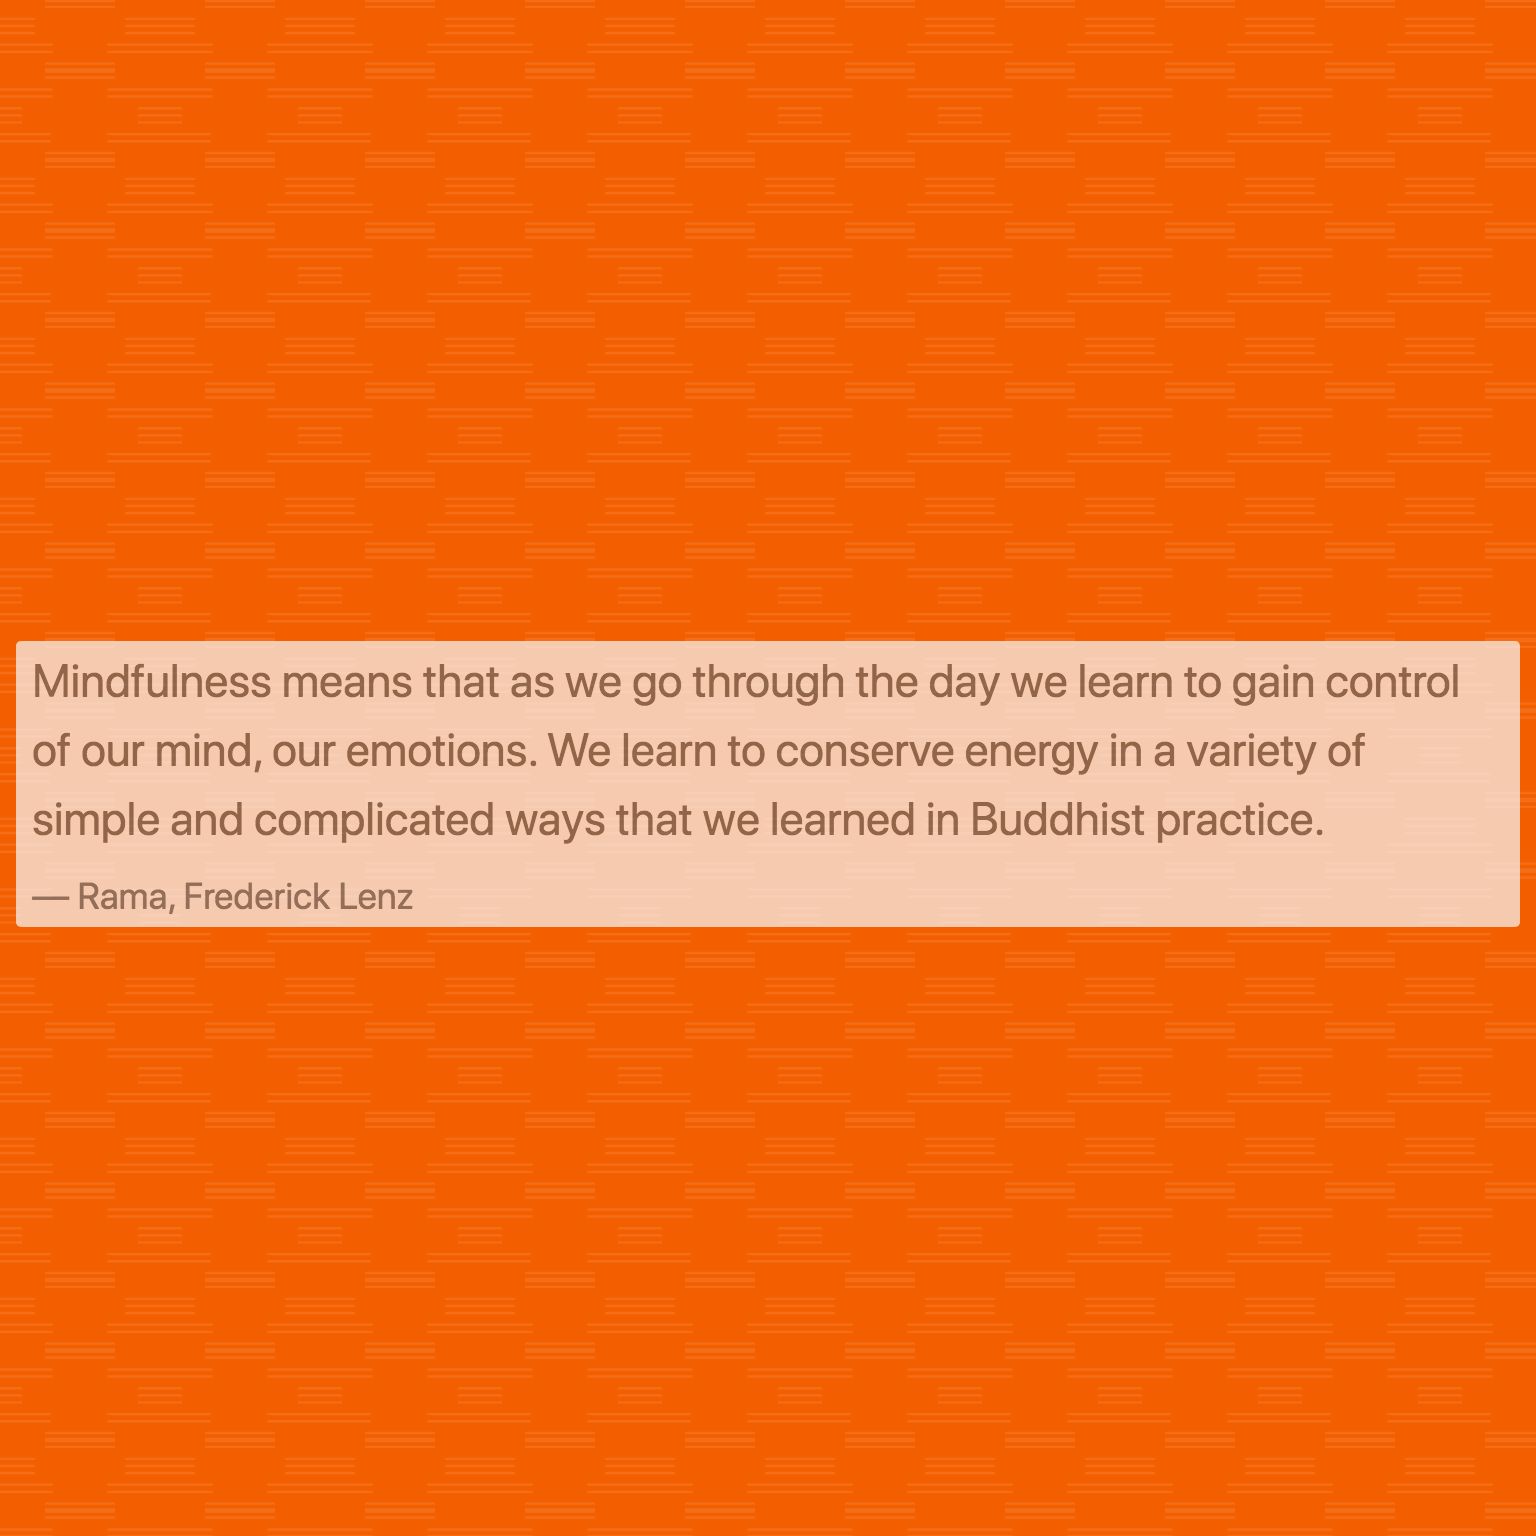 Mindfulness means that as we go through the day we learn to gain control
of our mind, our emotions. We learn to conserve energy in a variety of
simple and complicated ways that we learned in Buddhist practice.
— Rama, Frederick Lenz